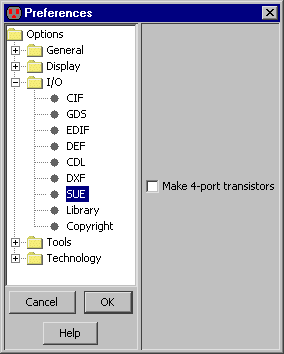 Preferences
Options
General
Display
I/O
CIF
GDS
EDIF
DEF
CDL
DXF
SUE
Library
Copyright
Tools
Technology
Make 4-port transistors
Cancel
OK
Help